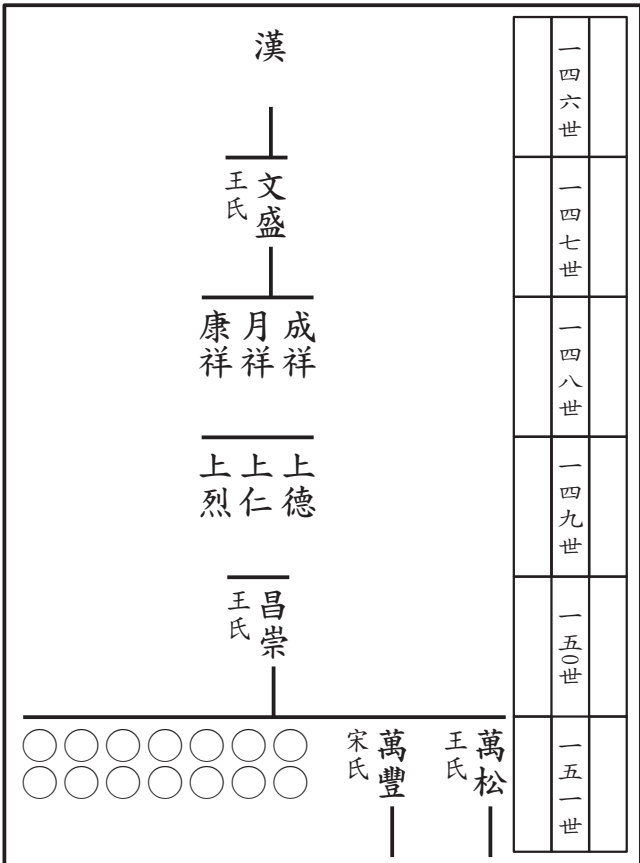 一四六世
一四七世
一四八世
一四九世
一五〇世
一五一世
漢
文盛
王氏
成祥
月祥
康祥
上德
上仁
上烈
昌崇
王氏
萬松
王氏
萬豐
宋氏